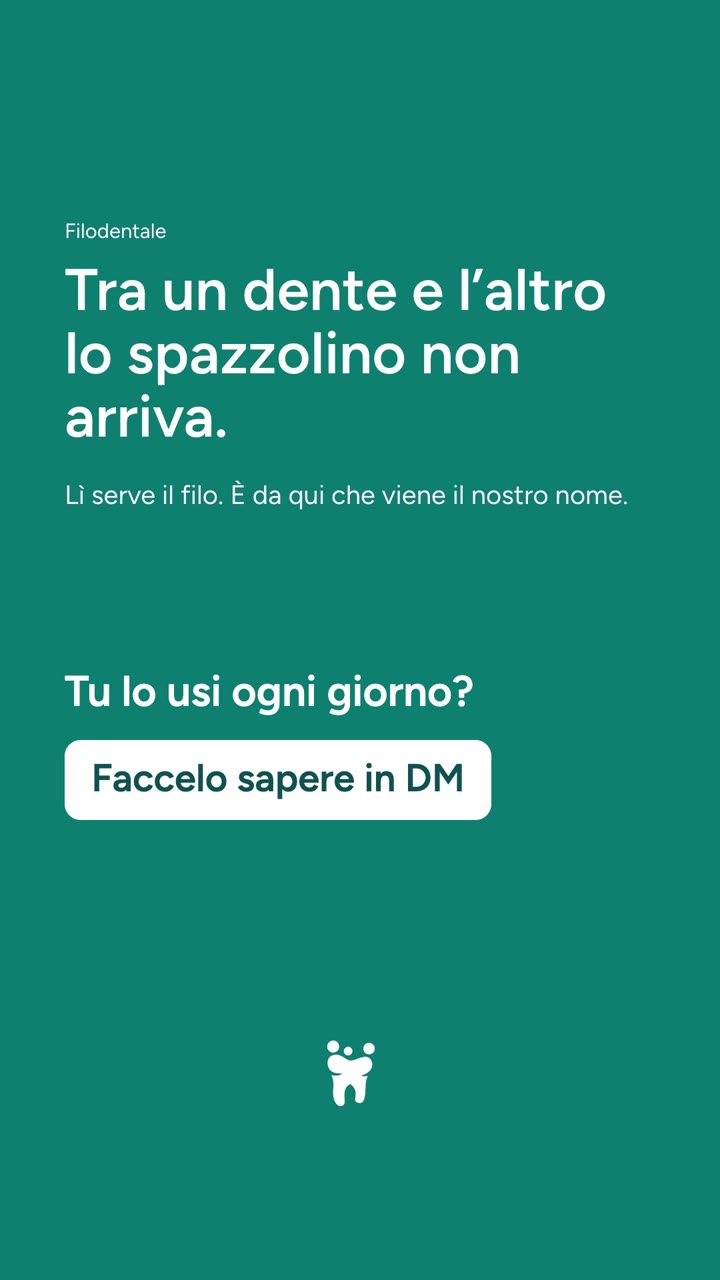 Filodentale
Tra un dente e l’altro
lo spazzolino non
arriva.
Lì serve il filo. È da qui che viene il nostro nome.
Tu lo usi ogni giorno?
Faccelo sapere in DM